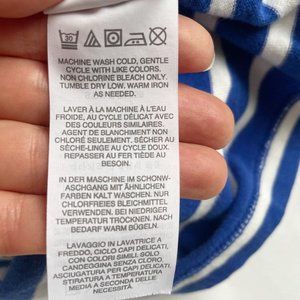 30
MACHINE WASH COLD, GENTLE
CYCLE WITH LIKE COLORS.
NON CHLORINE BLEACH ONLY.
TUMBLE DRY LOW. WARM IRON
AS NEEDED.
LAVER À LA MACHINE À L'EAU
FROIDE, AU CYCLE DÉLICAT AVEC
DES COULEURS SIMILAIRES.
AGENT DE BLANCHIMENT NON
CHLORÉ SEULEMENT. SÉCHER AU
SÈCHE-LINGE AU CYCLE DOUX.
REPASSER AU FER TIÈDE AU
BESOIN.
IN DER MASCHINE IM SCHONW-
ASCHGANG MIT ÄHNLICHEN
FARBEN KALT WASCHEN. NUR
CHLORFREIES BLEICHMITTEL
VERWENDEN. BEI NIEDRIGER
TEMPERATUR TROCKNEN. NACH
BEDARF WARM BÜGELN.
LAVAGGIO IN LAVATRICE A
FREDDO, CICLO CAPI DELICATI,
CON COLORI SIMILI. SOLO
CANDEGGINA SENZA CLORO.
ASCIUGATURA PER CAPI DELICATI.
STIRATURA A TEMPERATURA
MEDIA A SECONDA DELLE
NECESSITÀ.